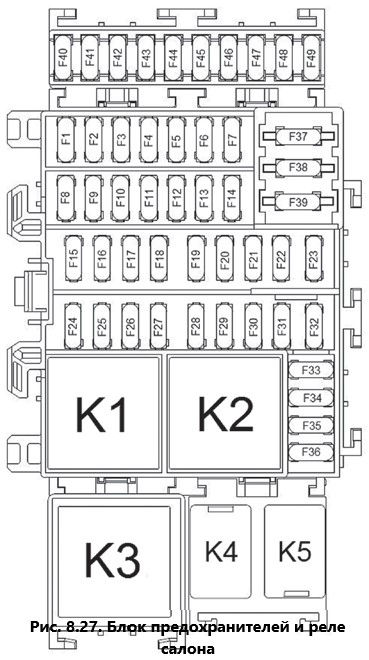 F40 F41 F42 F43 F44 F45 F46 F47 F48 F49
F1 F2 F3 F4 F5 F6 F7 F37
F38
F8 F9 F10 F11 F12 F13 F14 F39
F15 F16 F17 F18 F19 F20 F21 F22 F23
F24 F25 F26 F27 F28 F29 F30 F31 F32
K1 K2 F33
F34
F35
F36
K3 K4 K5
Рис. 8.27. Блок предохранителей и реле
салона